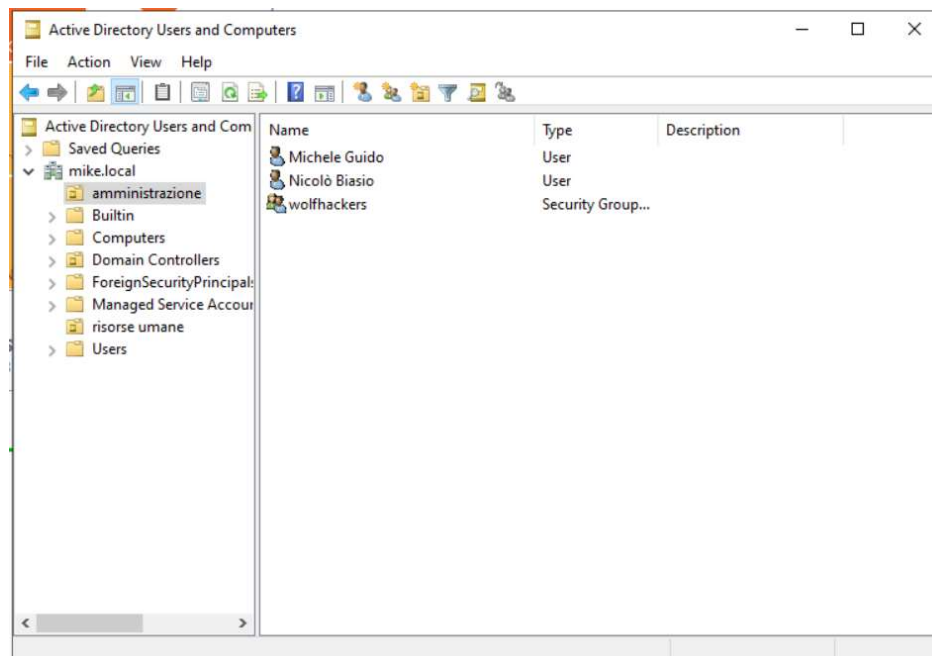 Active Directory Users and Computers
File Action View Help
Active Directory Users and Com
Saved Queries
mike.local
amministrazione
Builtin
Computers
Domain Controllers
ForeignSecurityPrincipals
Managed Service Accour
risorse umane
Users
Name Type Description
Michele Guido User
Nicolò Biasio User
wolfhackers Security Group...